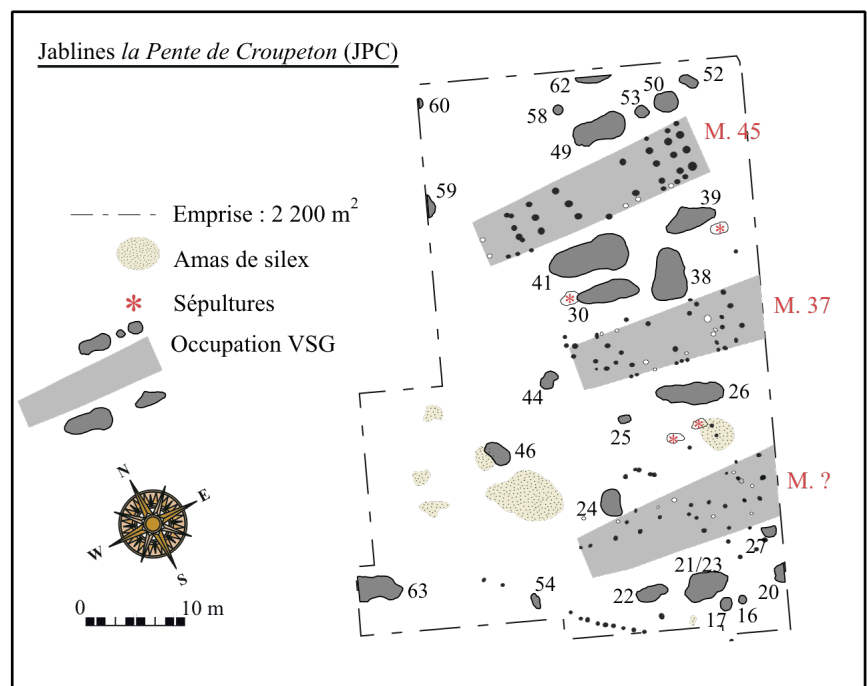 Jablines la Pente de Croupeton (JPC)
Emprise : 2 200 m²
Amas de silex
* Sépultures
Occupation VSG
N
E
W
S
0 10 m
62
52
50
53
58
60
49
M. 45
59
39
41
38
30
M. 37
44
26
25
46
M. ?
24
27
21/23
20
63
54
22
17
16